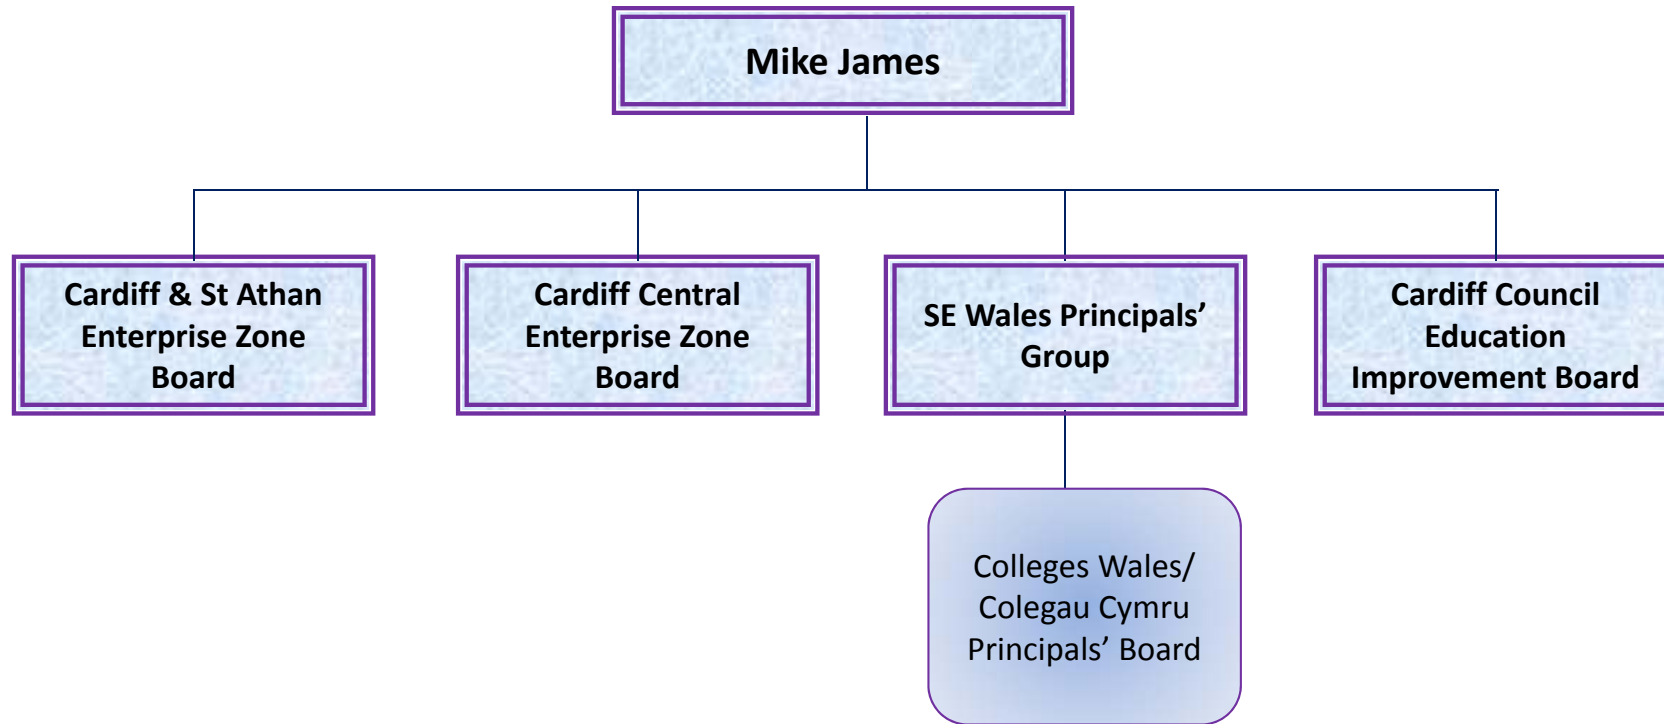 Mike James
Cardiff & St Athan
Enterprise Zone
Board
Cardiff Central
Enterprise Zone
Board
SE Wales Principals’
Group
Cardiff Council
Education
Improvement Board
Colleges Wales/
Colegau Cymru
Principals’ Board